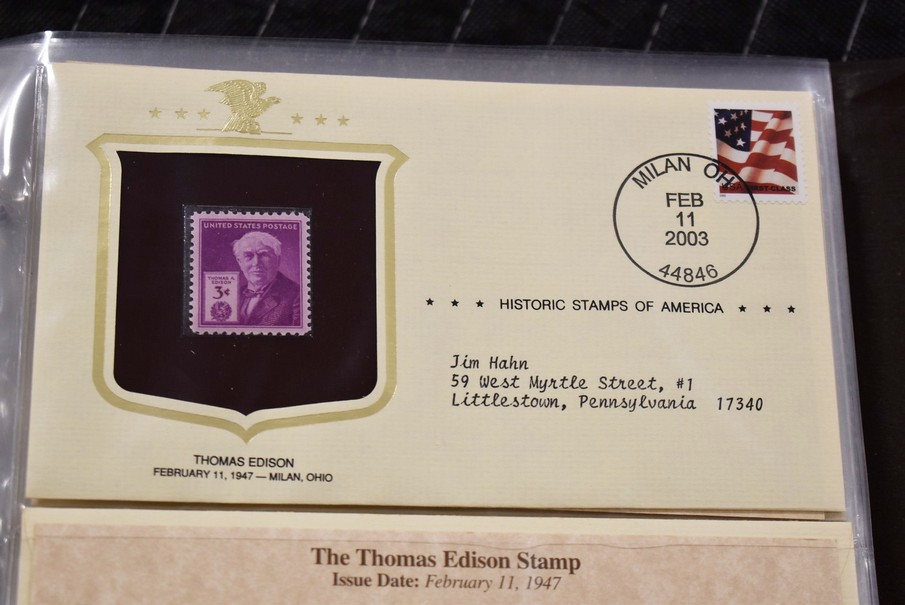 UNITED STATES POSTAGE
THOMAS A.
EDISON
3¢
THOMAS EDISON
FEBRUARY 11, 1947 — MILAN, OHIO
FIRST-CLASS
MILAN OH
FEB
11
2003
44846
★ ★ ★ HISTORIC STAMPS OF AMERICA ★ ★ ★
Jim Hahn
59 West Myrtle Street, #1
Littlestown, Pennsylvania 17340
The Thomas Edison Stamp
Issue Date: February 11, 1947